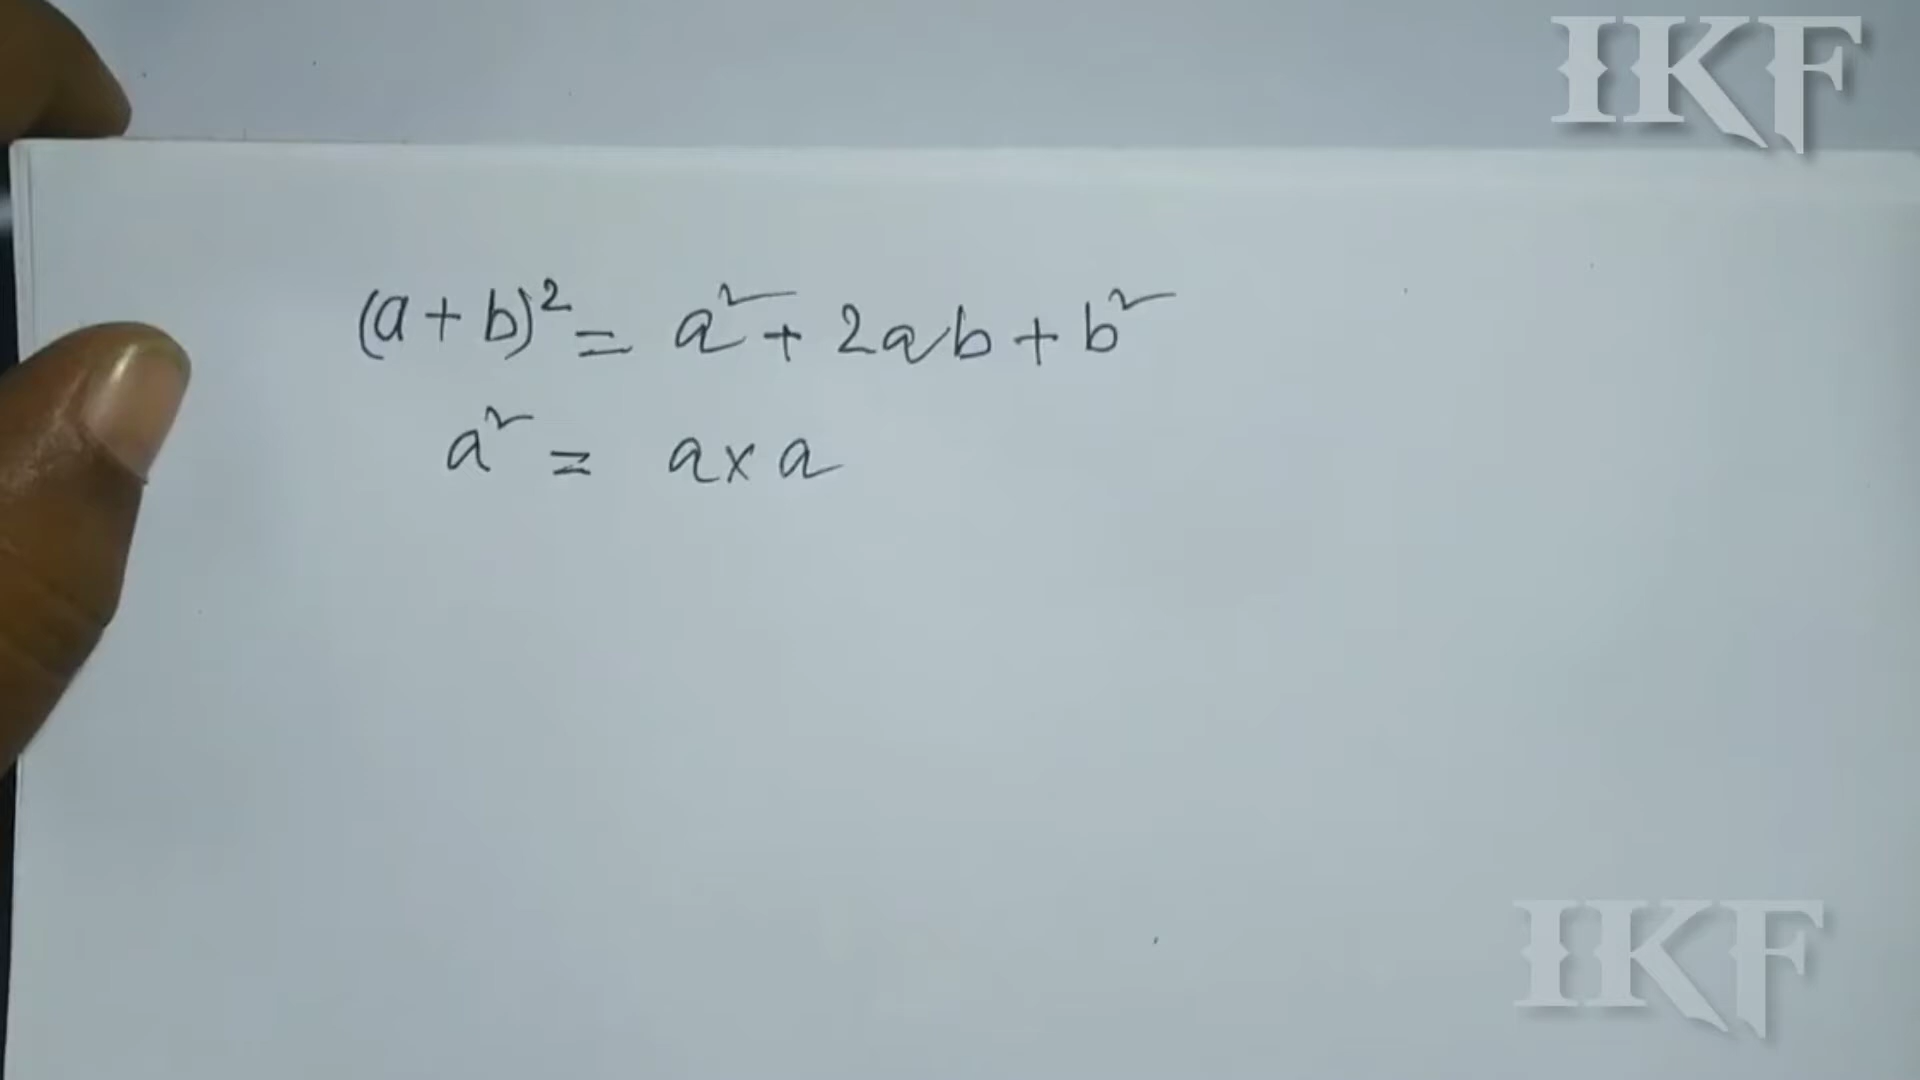 IKF
(a+b)²= a²+2ab+b²
a² = a×a
IKF